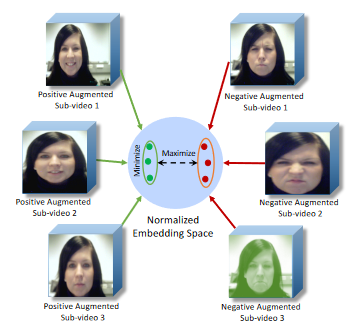 Positive Augmented
Sub-video 1
Negative Augmented
Sub-video 1
Minimize
Maximize
Positive Augmented
Sub-video 2
Negative Augmented
Sub-video 2
Normalized
Embedding Space
Positive Augmented
Sub-video 3
Negative Augmented
Sub-video 3